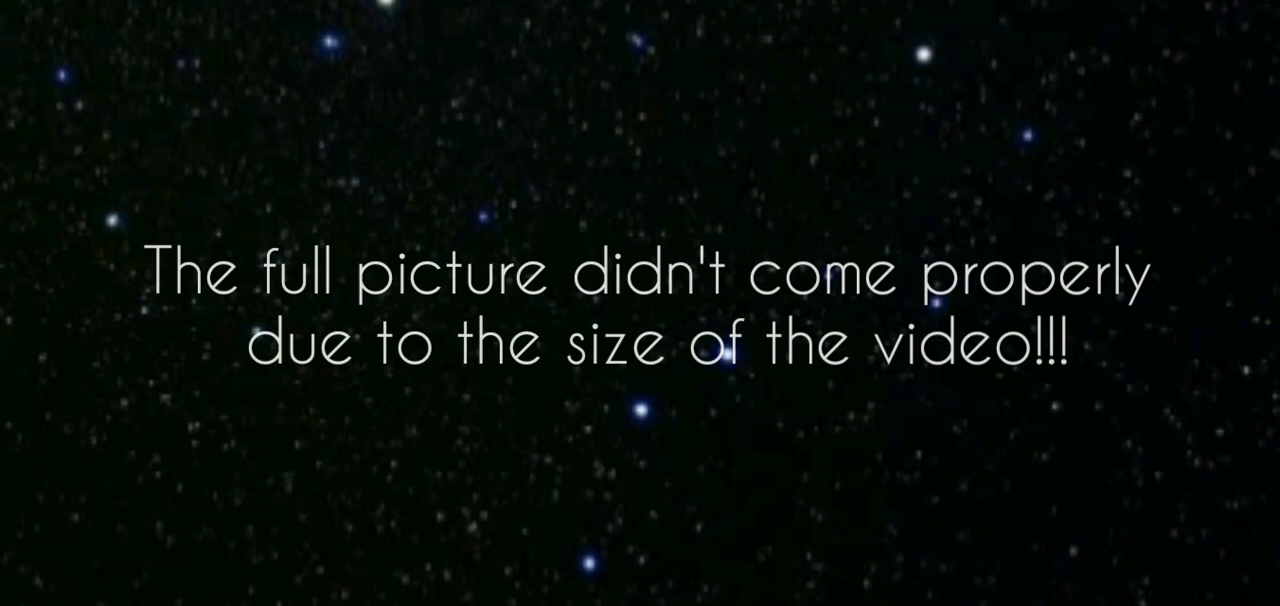 The full picture didn't come properly
due to the size of the video!!!